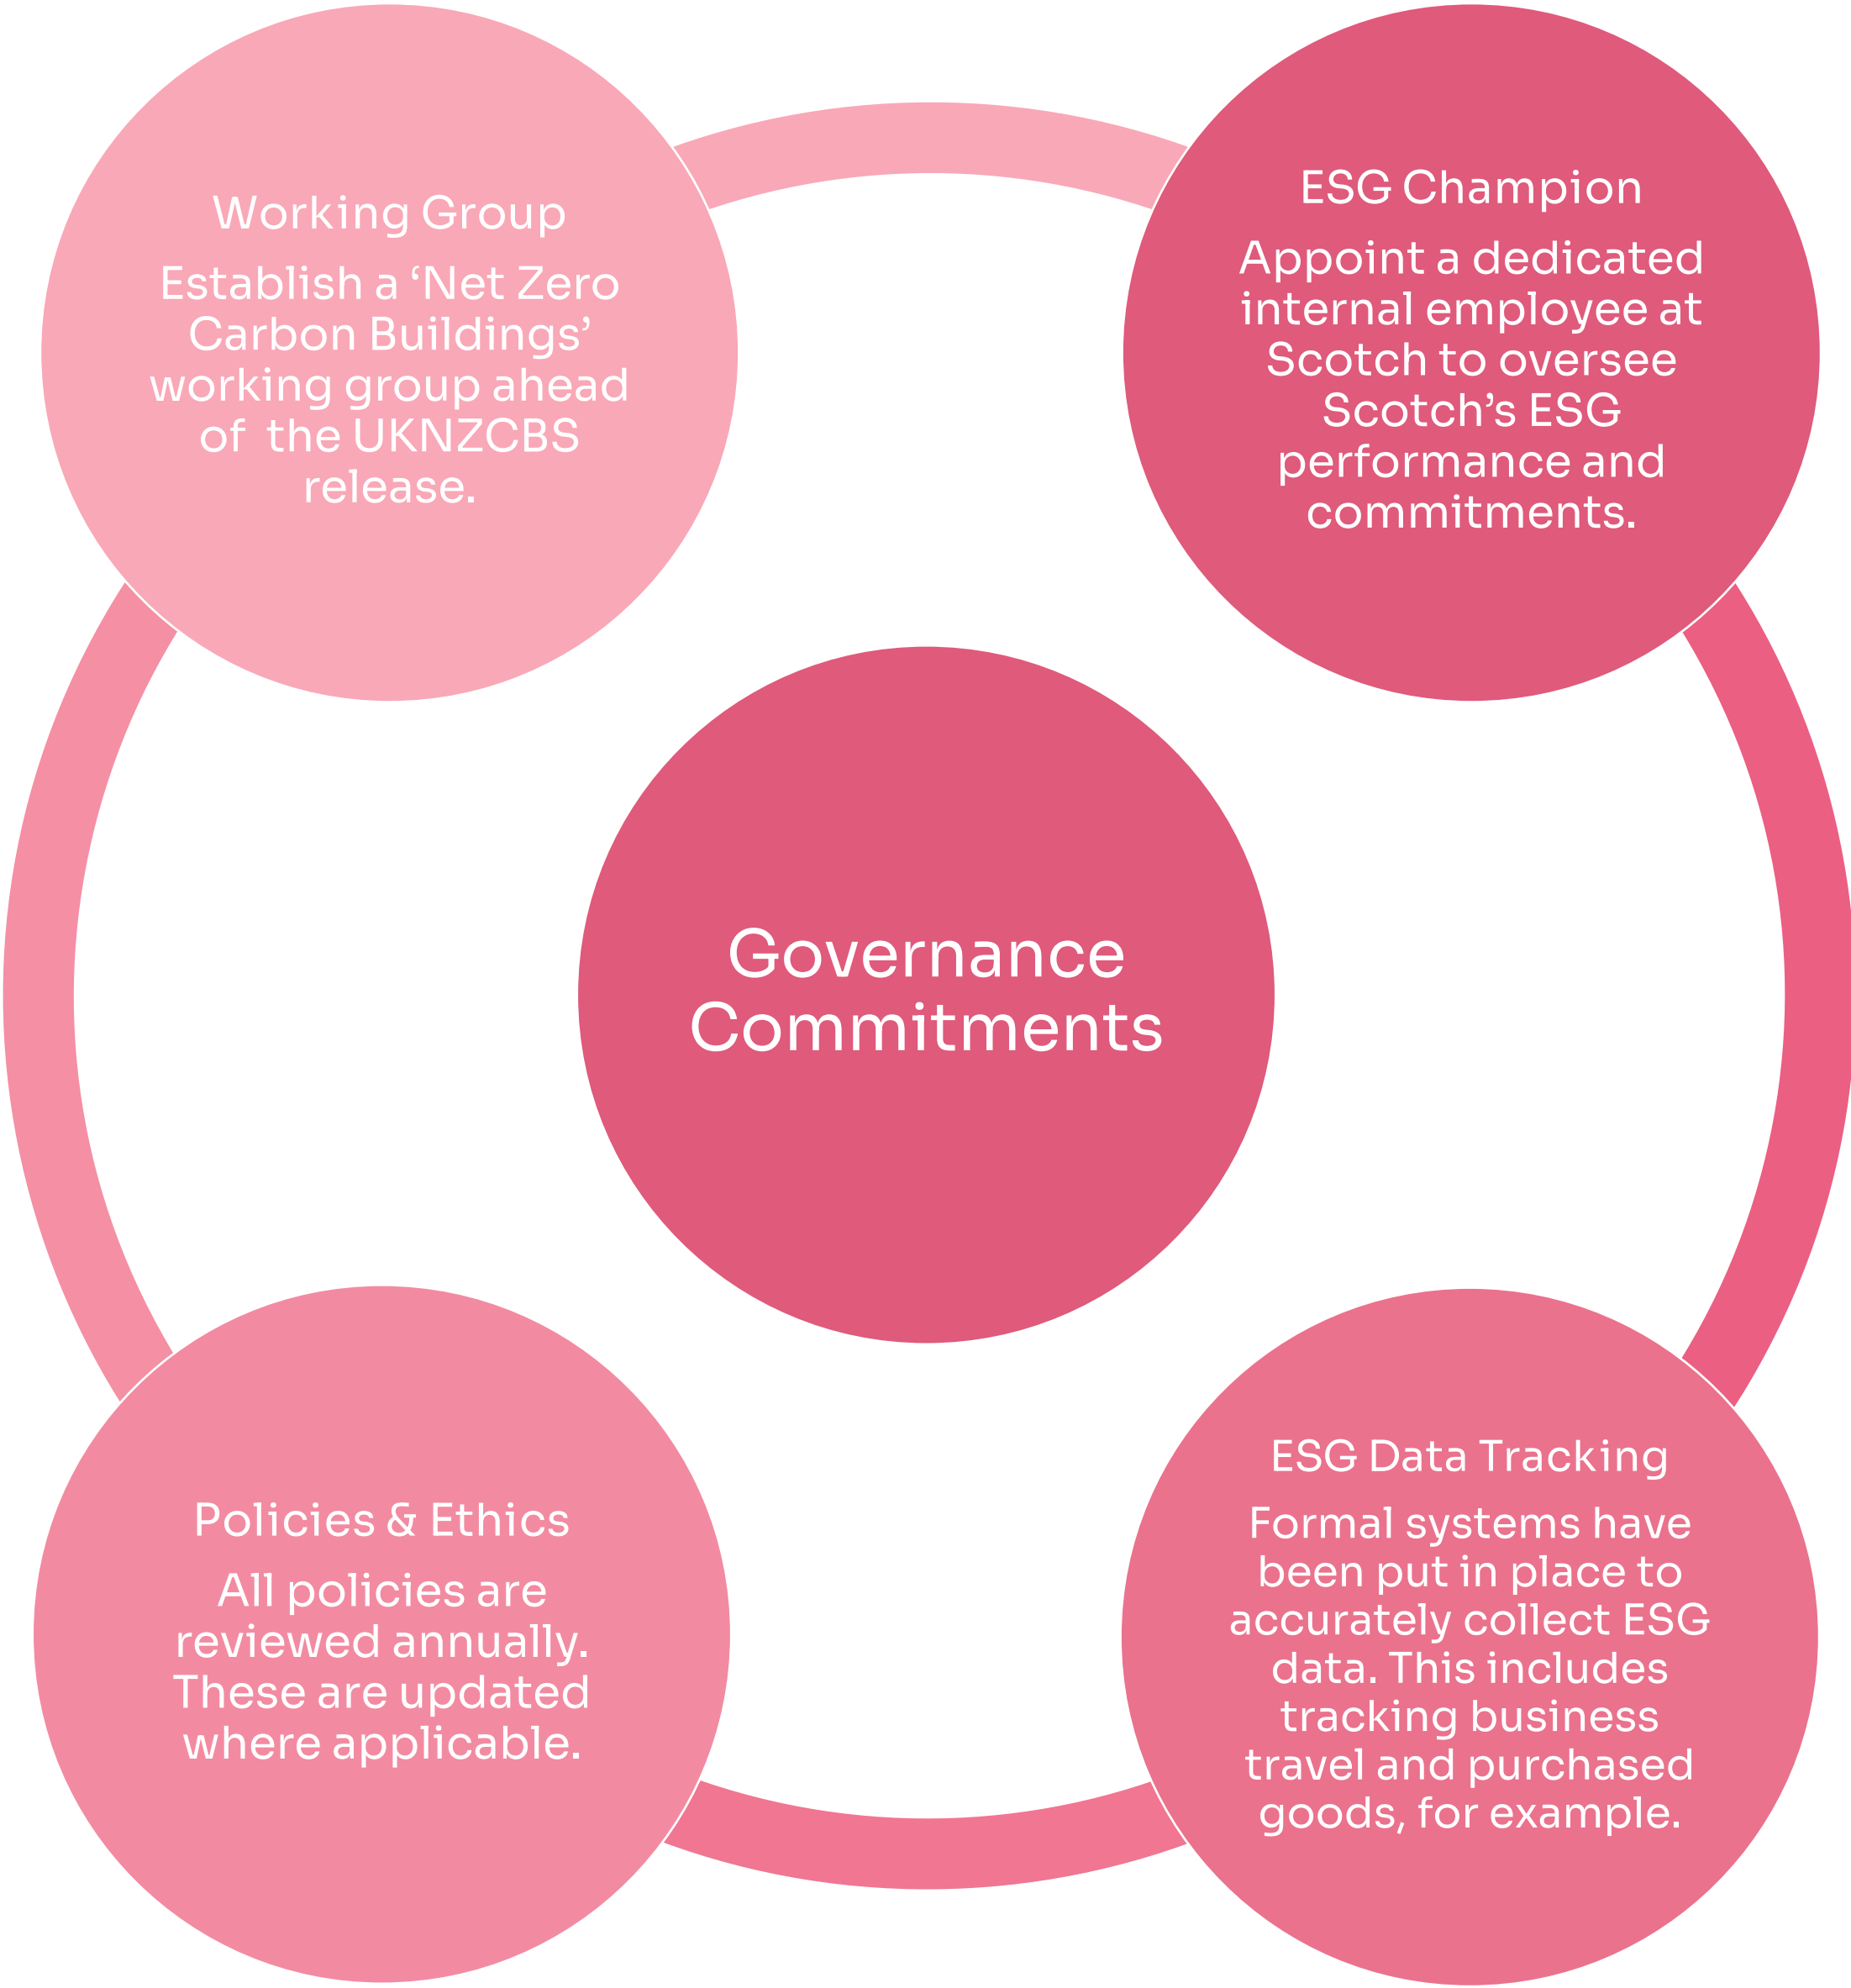 Working Group
Establish a ‘Net Zero
Carbon Buildings’
working group ahead
of the UKNZCBS
release.
ESG Champion
Appoint a dedicated
internal employee at
Scotch to oversee
Scotch’s ESG
performance and
commitments.
Governance
Commitments
Policies & Ethics
All policies are
reviewed annually.
These are updated
where applicable.
ESG Data Tracking
Formal systems have
been put in place to
accurately collect ESG
data. This includes
tracking business
travel and purchased
goods, for example.